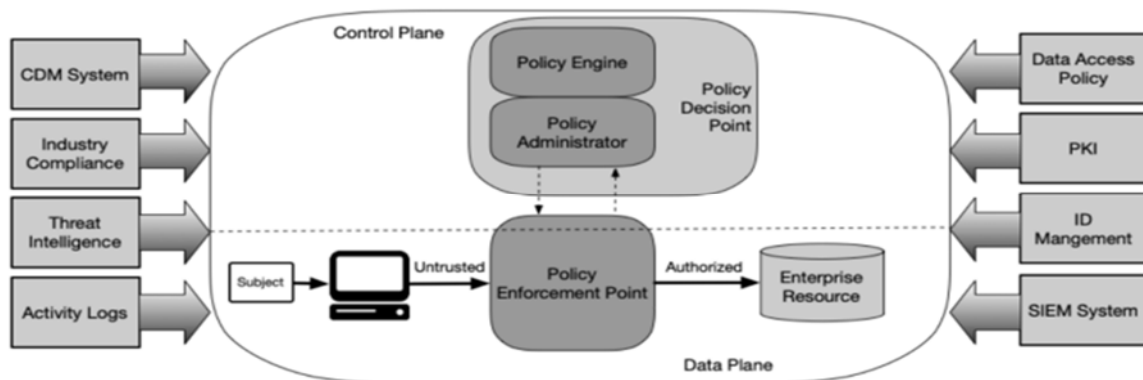 Control Plane
CDM System
Industry
Compliance
Threat
Intelligence
Activity Logs
Policy Engine
Policy
Administrator
Policy
Decision
Point
Subject
Untrusted
Policy
Enforcement Point
Authorized
Enterprise
Resource
Data Plane
Data Access
Policy
PKI
ID
Mangement
SIEM System